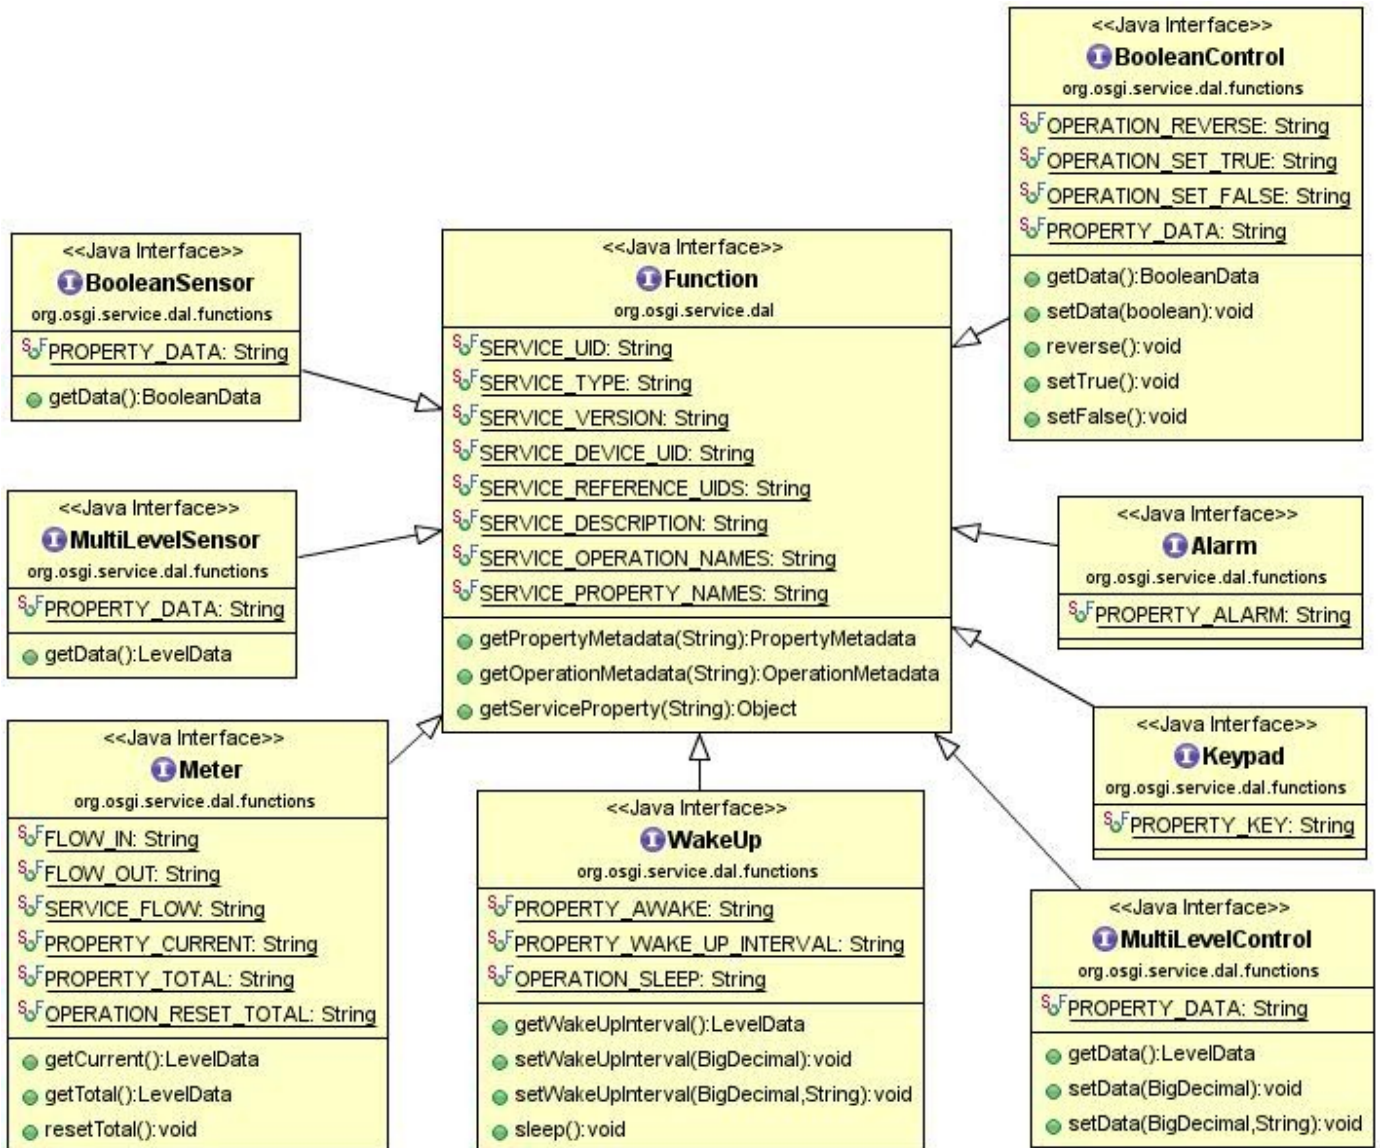 <<Java Interface>>
BooleanControl
org.osgi.service.dal.functions
OPERATION_REVERSE: String
OPERATION_SET_TRUE: String
OPERATION_SET_FALSE: String
PROPERTY_DATA: String
getData():BooleanData
setData(boolean):void
reverse():void
setTrue():void
setFalse():void
<<Java Interface>>
BooleanSensor
org.osgi.service.dal.functions
PROPERTY_DATA: String
getData():BooleanData
<<Java Interface>>
Function
org.osgi.service.dal
SERVICE_UID: String
SERVICE_TYPE: String
SERVICE_VERSION: String
SERVICE_DEVICE_UID: String
SERVICE_REFERENCE_UIDS: String
SERVICE_DESCRIPTION: String
SERVICE_OPERATION_NAMES: String
SERVICE_PROPERTY_NAMES: String
getPropertyMetadata(String):PropertyMetadata
getOperationMetadata(String):OperationMetadata
getServiceProperty(String):Object
<<Java Interface>>
MultiLevelSensor
org.osgi.service.dal.functions
PROPERTY_DATA: String
getData():LevelData
<<Java Interface>>
Alarm
org.osgi.service.dal.functions
PROPERTY_ALARM: String
<<Java Interface>>
Keypad
org.osgi.service.dal.functions
PROPERTY_KEY: String
<<Java Interface>>
Meter
org.osgi.service.dal.functions
FLOW_IN: String
FLOW_OUT: String
SERVICE_FLOW: String
PROPERTY_CURRENT: String
PROPERTY_TOTAL: String
OPERATION_RESET_TOTAL: String
getCurrent():LevelData
getTotal():LevelData
resetTotal():void
<<Java Interface>>
WakeUp
org.osgi.service.dal.functions
PROPERTY_AWAKE: String
PROPERTY_WAKE_UP_INTERVAL: String
OPERATION_SLEEP: String
getWakeUpInterval():LevelData
setWakeUpInterval(BigDecimal):void
setWakeUpInterval(BigDecimal,String):void
sleep():void
<<Java Interface>>
MultiLevelControl
org.osgi.service.dal.functions
PROPERTY_DATA: String
getData():LevelData
setData(BigDecimal):void
setData(BigDecimal,String):void